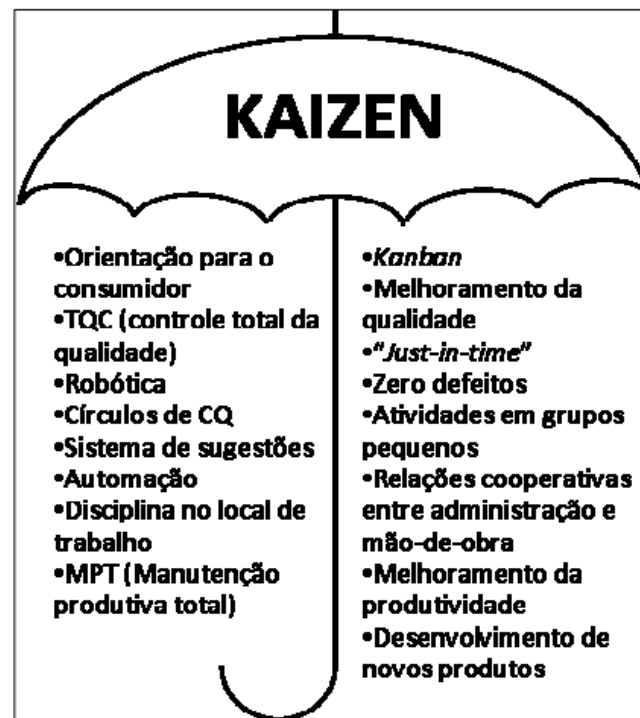 KAIZEN
•Orientação para o
consumidor
•TQC (controle total da
qualidade)
•Robótica
•Círculos de CQ
•Sistema de sugestões
•Automação
•Disciplina no local de
trabalho
•MPT (Manutenção
produtiva total)
•Kanban
•Melhoramento da
qualidade
•"Just-in-time"
•Zero defeitos
•Atividades em grupos
pequenos
•Relações cooperativas
entre administração e
mão-de-obra
•Melhoramento da
produtividade
•Desenvolvimento de
novos produtos